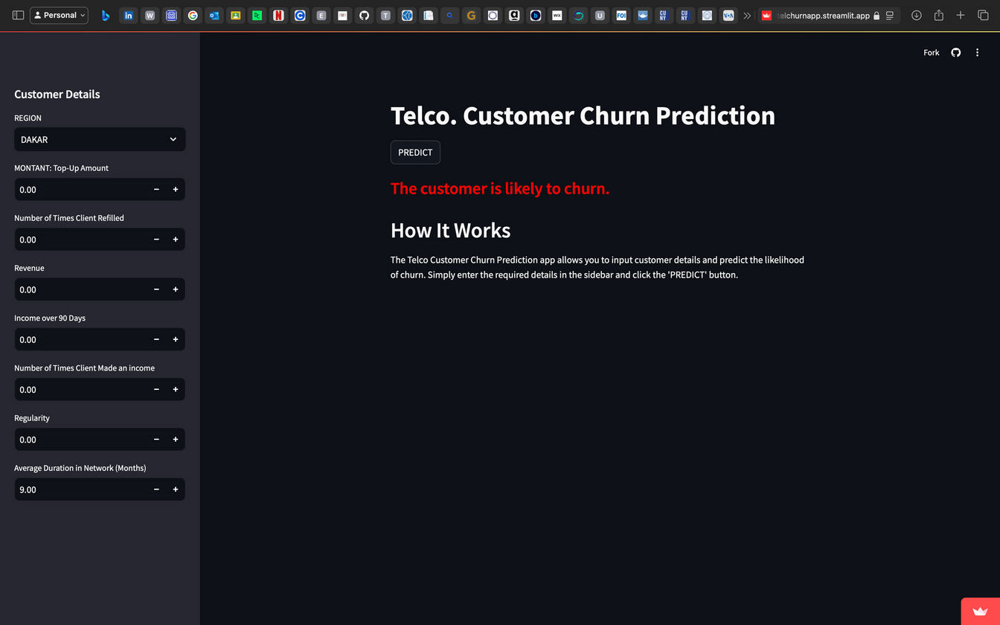 Personal
telchurnapp.streamlit.app
Fork
Customer Details
REGION
DAKAR
MONTANT: Top-Up Amount
0.00
Number of Times Client Refilled
0.00
Revenue
0.00
Income over 90 Days
0.00
Number of Times Client Made an income
0.00
Regularity
0.00
Average Duration in Network (Months)
9.00
Telco. Customer Churn Prediction
PREDICT
The customer is likely to churn.
How It Works
The Telco Customer Churn Prediction app allows you to input customer details and predict the likelihood
of churn. Simply enter the required details in the sidebar and click the 'PREDICT' button.